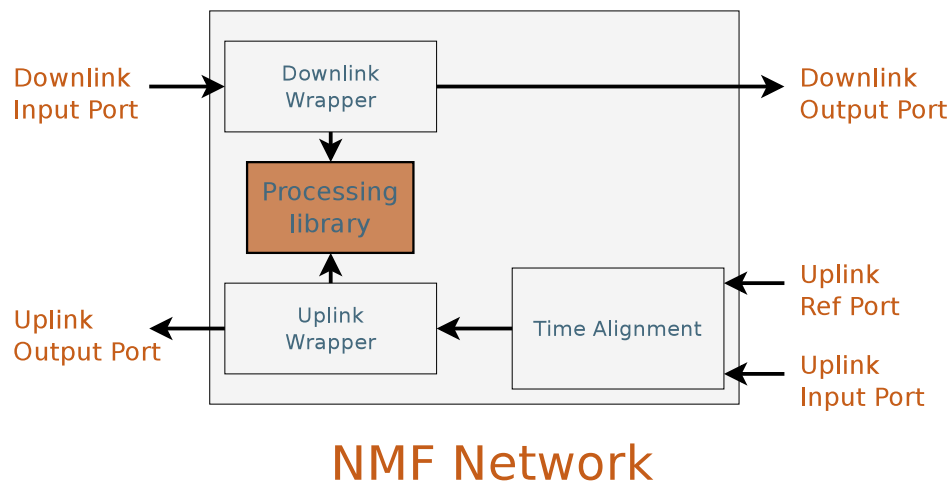 Downlink
Input Port
Downlink
Wrapper
Downlink
Output Port
Processing
library
Uplink
Output Port
Uplink
Wrapper
Time Alignment
Uplink
Ref Port
Uplink
Input Port
NMF Network